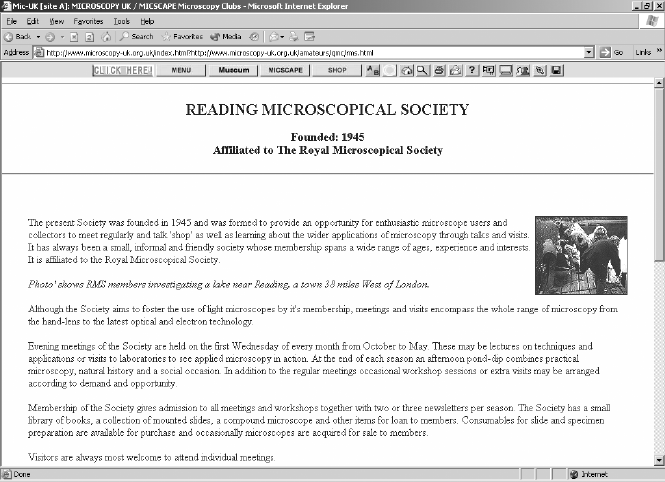 Mic-UK [site A]: MICROSCOPY UK / MICSCAPE Microscopy Clubs - Microsoft Internet Explorer
File Edit View Favorites Tools Help
Back Search Favorites Media
Address http://www.microscopy-uk.org.uk/index.html?http://www.microscopy-uk.org.uk/amateurs/qmc/rms.html Go Links »
CLICK HERE! MENU Museum MICSCAPE SHOP
READING MICROSCOPICAL SOCIETY
Founded: 1945
Affiliated to The Royal Microscopical Society
The present Society was founded in 1945 and was formed to provide an opportunity for enthusiastic microscope users and
collectors to meet regularly and talk 'shop' as well as learning about the wider applications of microscopy through talks and visits.
It has always been a small, informal and friendly society whose membership spans a wide range of ages, experience and interests.
It is affiliated to the Royal Microscopical Society.
Photo' shows RMS members investigating a lake near Reading, a town 38 miles West of London.
Although the Society aims to foster the use of light microscopes by it's membership, meetings and visits encompass the whole range of microscopy from
the hand-lens to the latest optical and electron technology.
Evening meetings of the Society are held on the first Wednesday of every month from October to May. These may be lectures on techniques and
applications or visits to laboratories to see applied microscopy in action. At the end of each season an afternoon pond-dip combines practical
microscopy, natural history and a social occasion. In addition to the regular meetings occasional workshop sessions or extra visits may be arranged
according to demand and opportunity.
Membership of the Society gives admission to all meetings and workshops together with two or three newsletters per season. The Society has a small
library of books, a collection of mounted slides, a compound microscope and other items for loan to members. Consumables for slide and specimen
preparation are available for purchase and occasionally microscopes are acquired for sale to members.
Visitors are always most welcome to attend individual meetings.
Done Internet